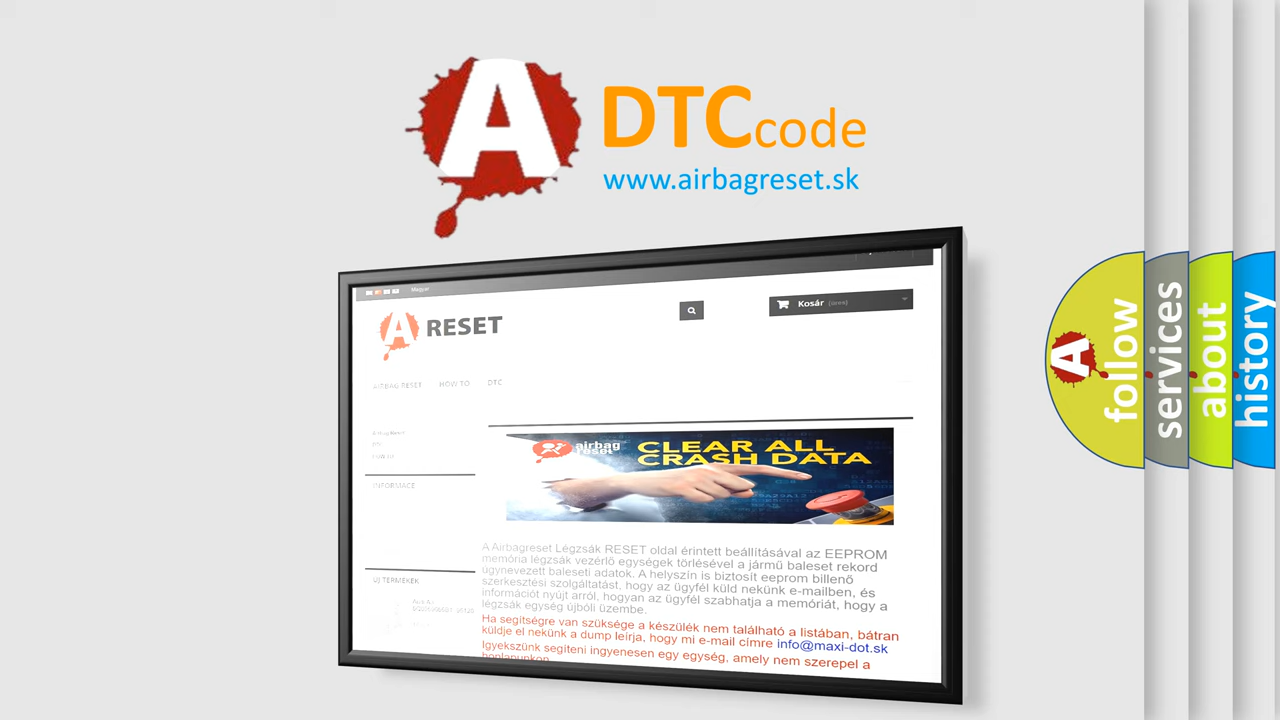 A
DTCcode
www.airbagreset.sk
Magyar
A RESET
Kosár (üres)
AIRBAG RESET HOW TO DTC
INFORMACE
airbag
reset
CLEAR ALL
CRASH DATA
A Airbagreset Légzsák RESET oldal érintett beállításával az EEPROM
memória légzsák vezérlő egységek törlésével a jármű baleset rekord
úgynevezett baleseti adatok. A helyszín is biztosít eeprom billenő
szerkesztési szolgáltatást, hogy az ügyfél küld nekünk e-mailben, és
információt nyújt arról, hogyan az ügyfél szabhatja a memóriát, hogy a
légzsák egység újbóli üzembe.
Ha segítségre van szüksége a készülék nem található a listában, bátran
küldje el nekünk a dump leírja, hogy mi e-mail címre info@maxi-dot.sk
Igyekszünk segíteni ingyenesen egy egység, amely nem szerepel a
honlapunkon
ÚJ TERMÉKEK
A
follow
services
about
history